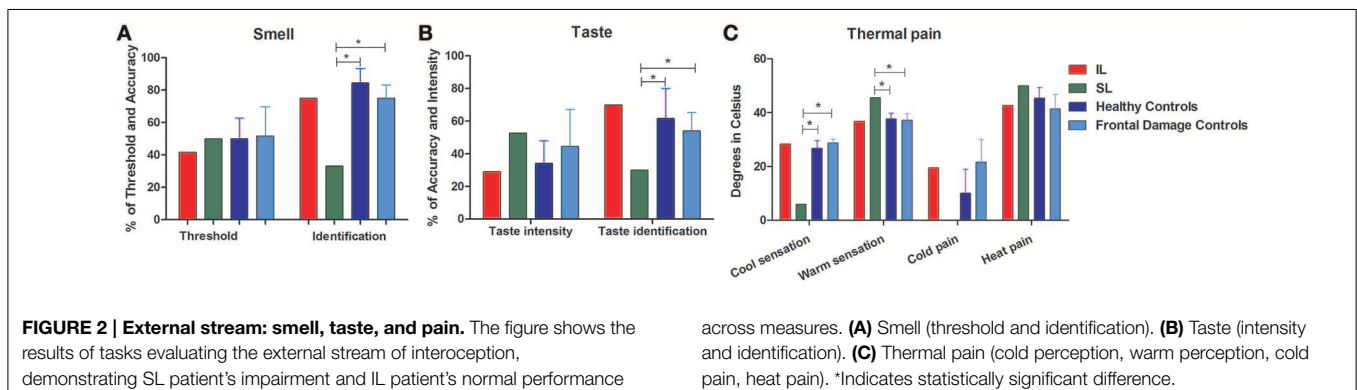 A
Smell
% of Threshold and Accuracy
100
80
60
40
20
0
*
*
Threshold
Identification
B
Taste
% of Accuracy and Intensity
100
80
60
40
20
0
*
*
Taste intensity
Taste identification
C
Thermal pain
Degrees in Celsius
60
40
20
0
*
*
*
*
Cool sensation
Warm sensation
Cold pain
Heat pain
IL
SL
Healthy Controls
Frontal Damage Controls
FIGURE 2 | External stream: smell, taste, and pain. The figure shows the
results of tasks evaluating the external stream of interoception,
demonstrating SL patient's impairment and IL patient's normal performance
across measures. (A) Smell (threshold and identification). (B) Taste (intensity
and identification). (C) Thermal pain (cold perception, warm perception, cold
pain, heat pain). *Indicates statistically significant difference.